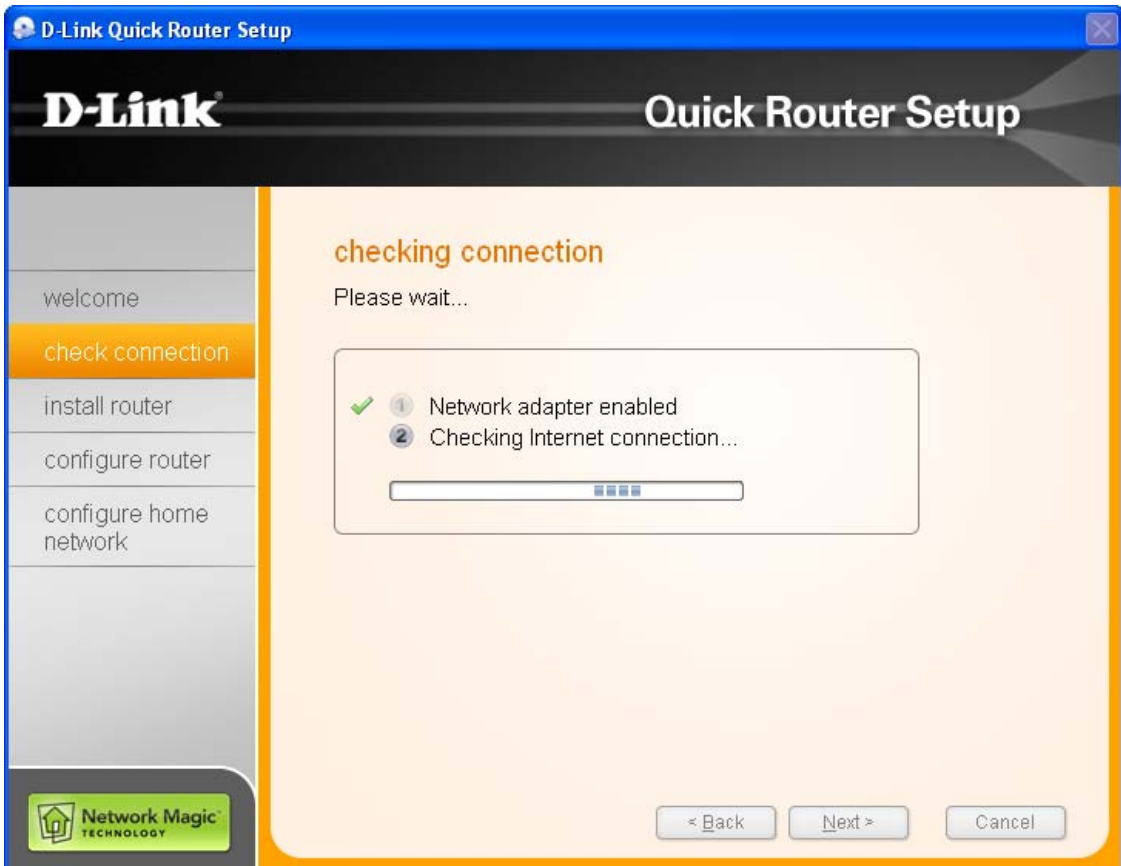 D-Link Quick Router Setup
D-Link®
Quick Router Setup
welcome
check connection
install router
configure router
configure home
network
checking connection
Please wait...
1 Network adapter enabled
2 Checking Internet connection...
Network Magic
TECHNOLOGY
< Back
Next >
Cancel